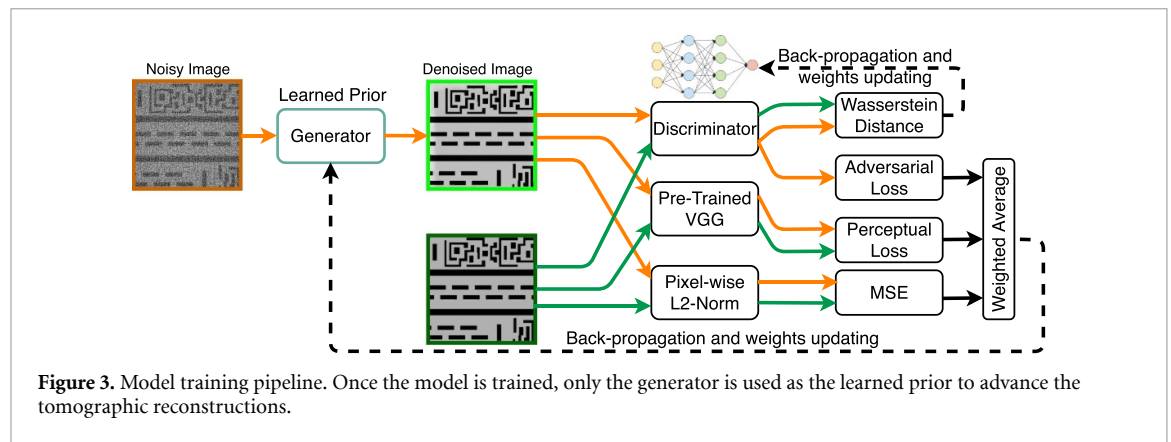 Noisy Image
Learned Prior
Generator
Denoised Image
Back-propagation and
weights updating
Discriminator
Wasserstein
Distance
Adversarial
Loss
Pre-Trained
VGG
Perceptual
Loss
Pixel-wise
L2-Norm
MSE
Weighted Average
Back-propagation and weights updating
Figure 3. Model training pipeline. Once the model is trained, only the generator is used as the learned prior to advance the
tomographic reconstructions.